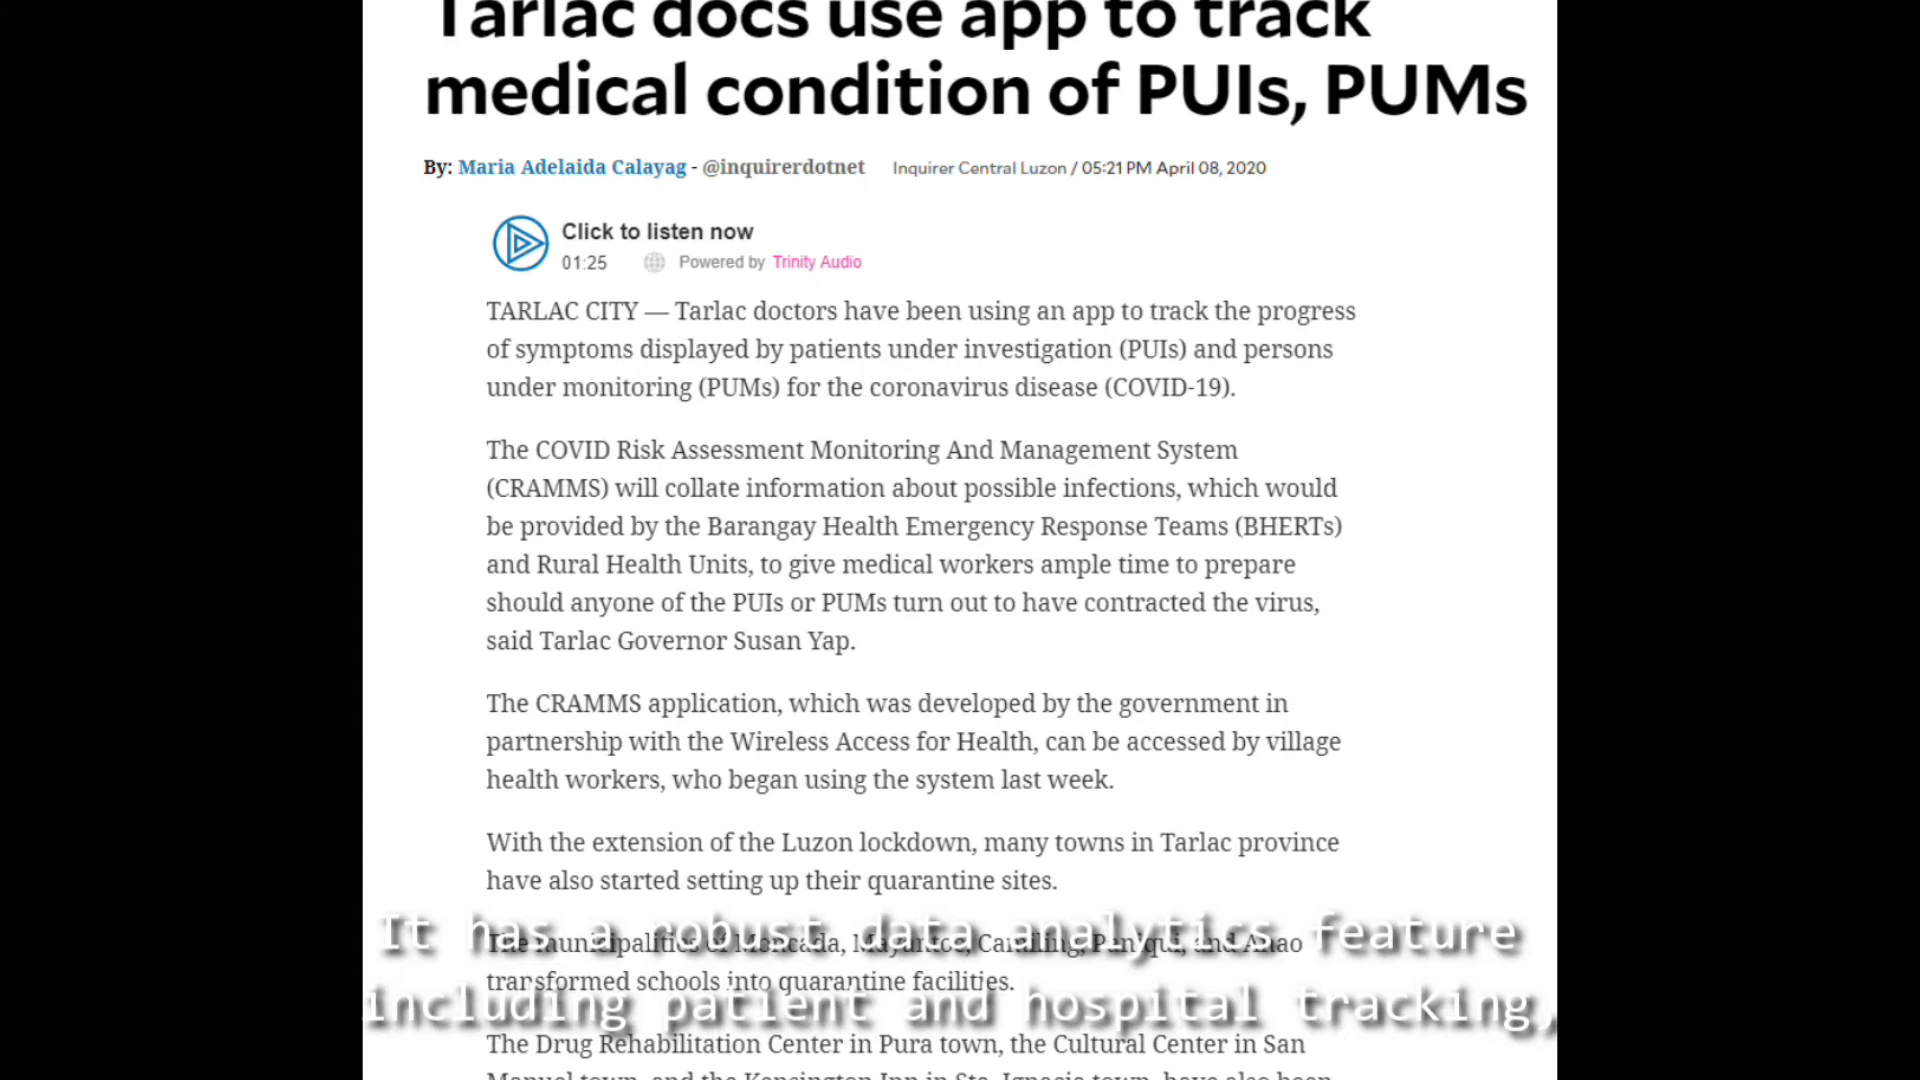 Tarlac docs use app to track
medical condition of PUIs, PUMs
By: Maria Adelaida Calayag - @inquirerdotnet Inquirer Central Luzon / 05:21 PM April 08, 2020
Click to listen now
01:25 Powered by Trinity Audio
TARLAC CITY — Tarlac doctors have been using an app to track the progress
of symptoms displayed by patients under investigation (PUIs) and persons
under monitoring (PUMs) for the coronavirus disease (COVID-19).
The COVID Risk Assessment Monitoring And Management System
(CRAMMS) will collate information about possible infections, which would
be provided by the Barangay Health Emergency Response Teams (BHERTs)
and Rural Health Units, to give medical workers ample time to prepare
should anyone of the PUIs or PUMs turn out to have contracted the virus,
said Tarlac Governor Susan Yap.
The CRAMMS application, which was developed by the government in
partnership with the Wireless Access for Health, can be accessed by village
health workers, who began using the system last week.
With the extension of the Luzon lockdown, many towns in Tarlac province
have also started setting up their quarantine sites.
It has a robust data analytics feature
The municipalities of Moncada, Mayantoc, Camiling, Paniqui, and Anao
transformed schools into quarantine facilities.
including patient and hospital tracking,
The Drug Rehabilitation Center in Pura town, the Cultural Center in San
Manuel town, and the Kensington Inn in Sta. Ignacia town, have also been